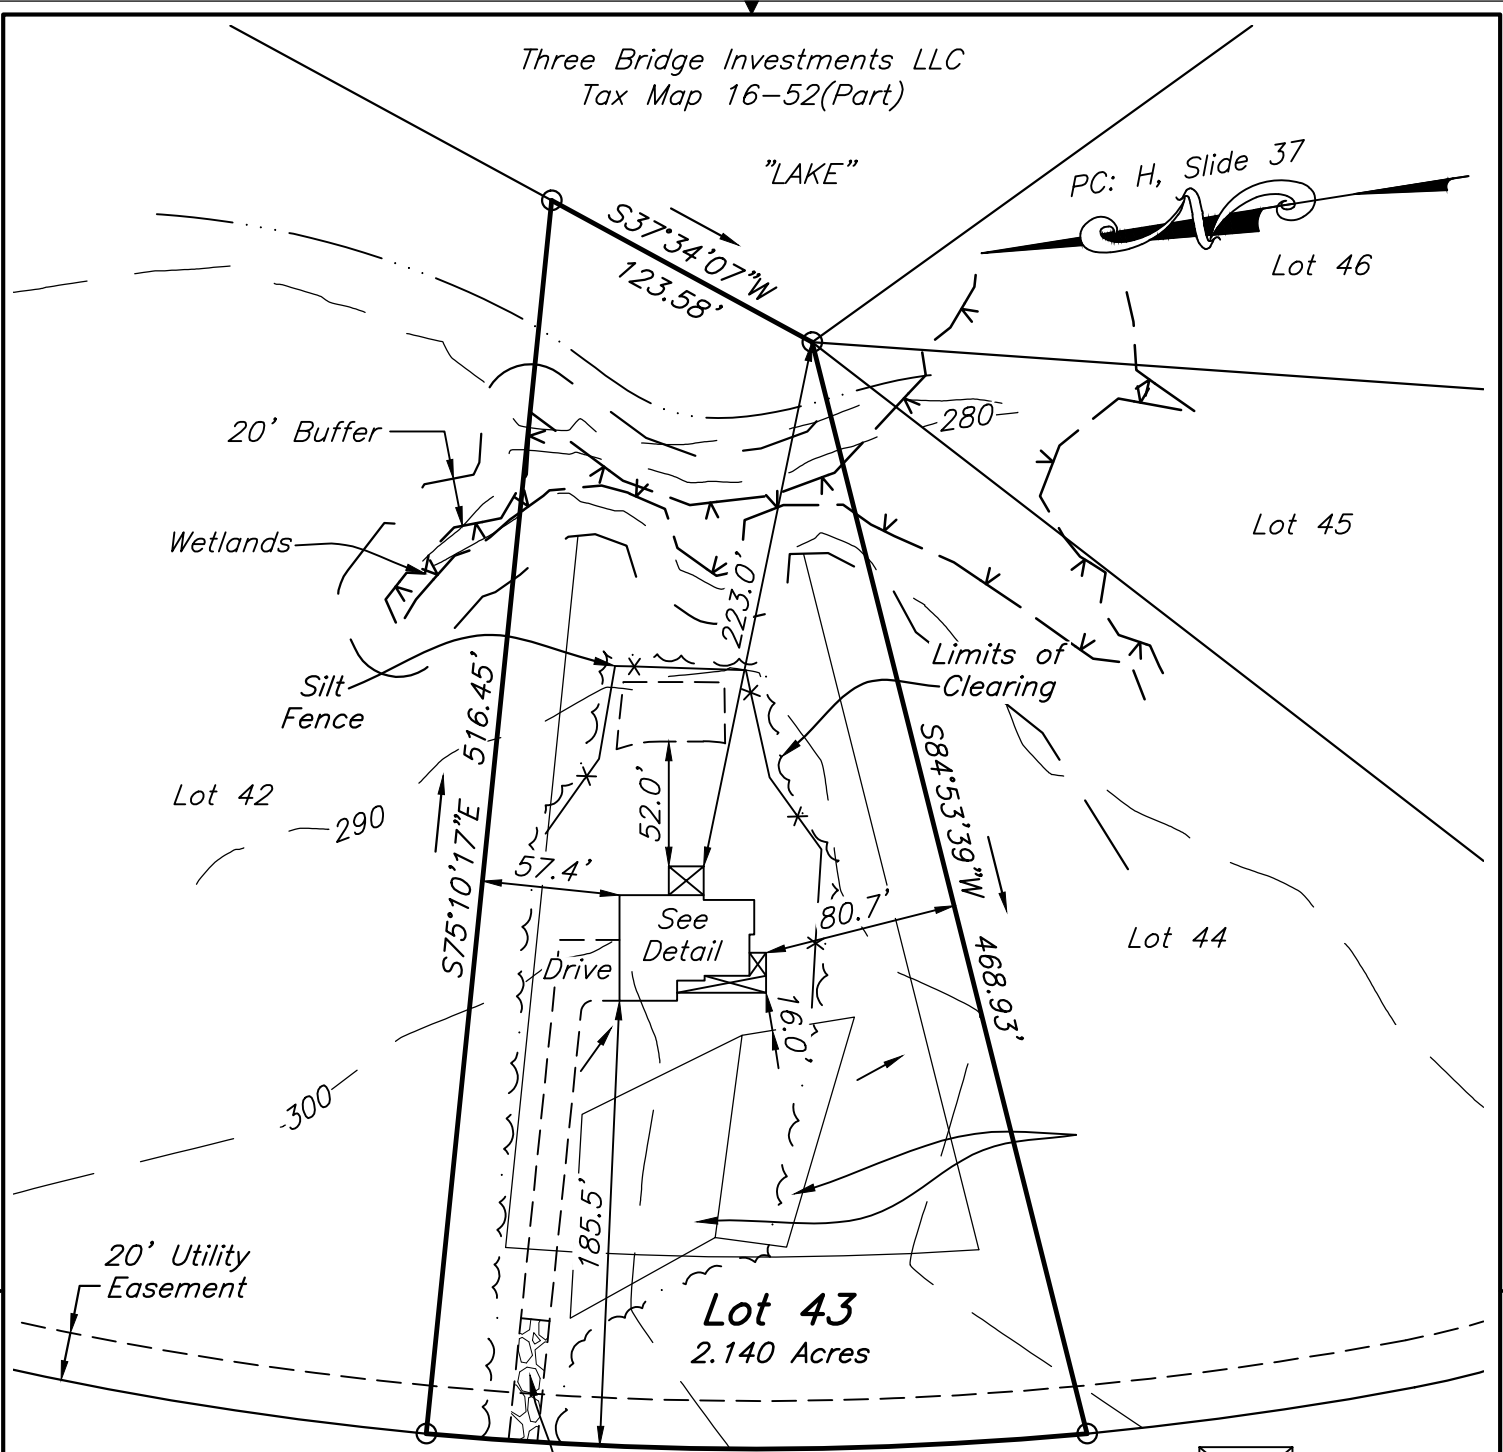 Three Bridge Investments LLC
Tax Map 16-52(Part)
"LAKE"
PC: H, Slide 37
N
Lot 46
S37°34'07"W
123.58'
20' Buffer
280
Wetlands
Lot 45
223.0'
Limits of
Clearing
Silt
Fence
S75°10'17"E 516.45'
S84°53'39"W 468.93'
Lot 42
290
52.0'
57.4'
80.7'
See
Detail
Lot 44
Drive
16.0'
300
185.5'
20' Utility
Easement
Lot 43
2.140 Acres